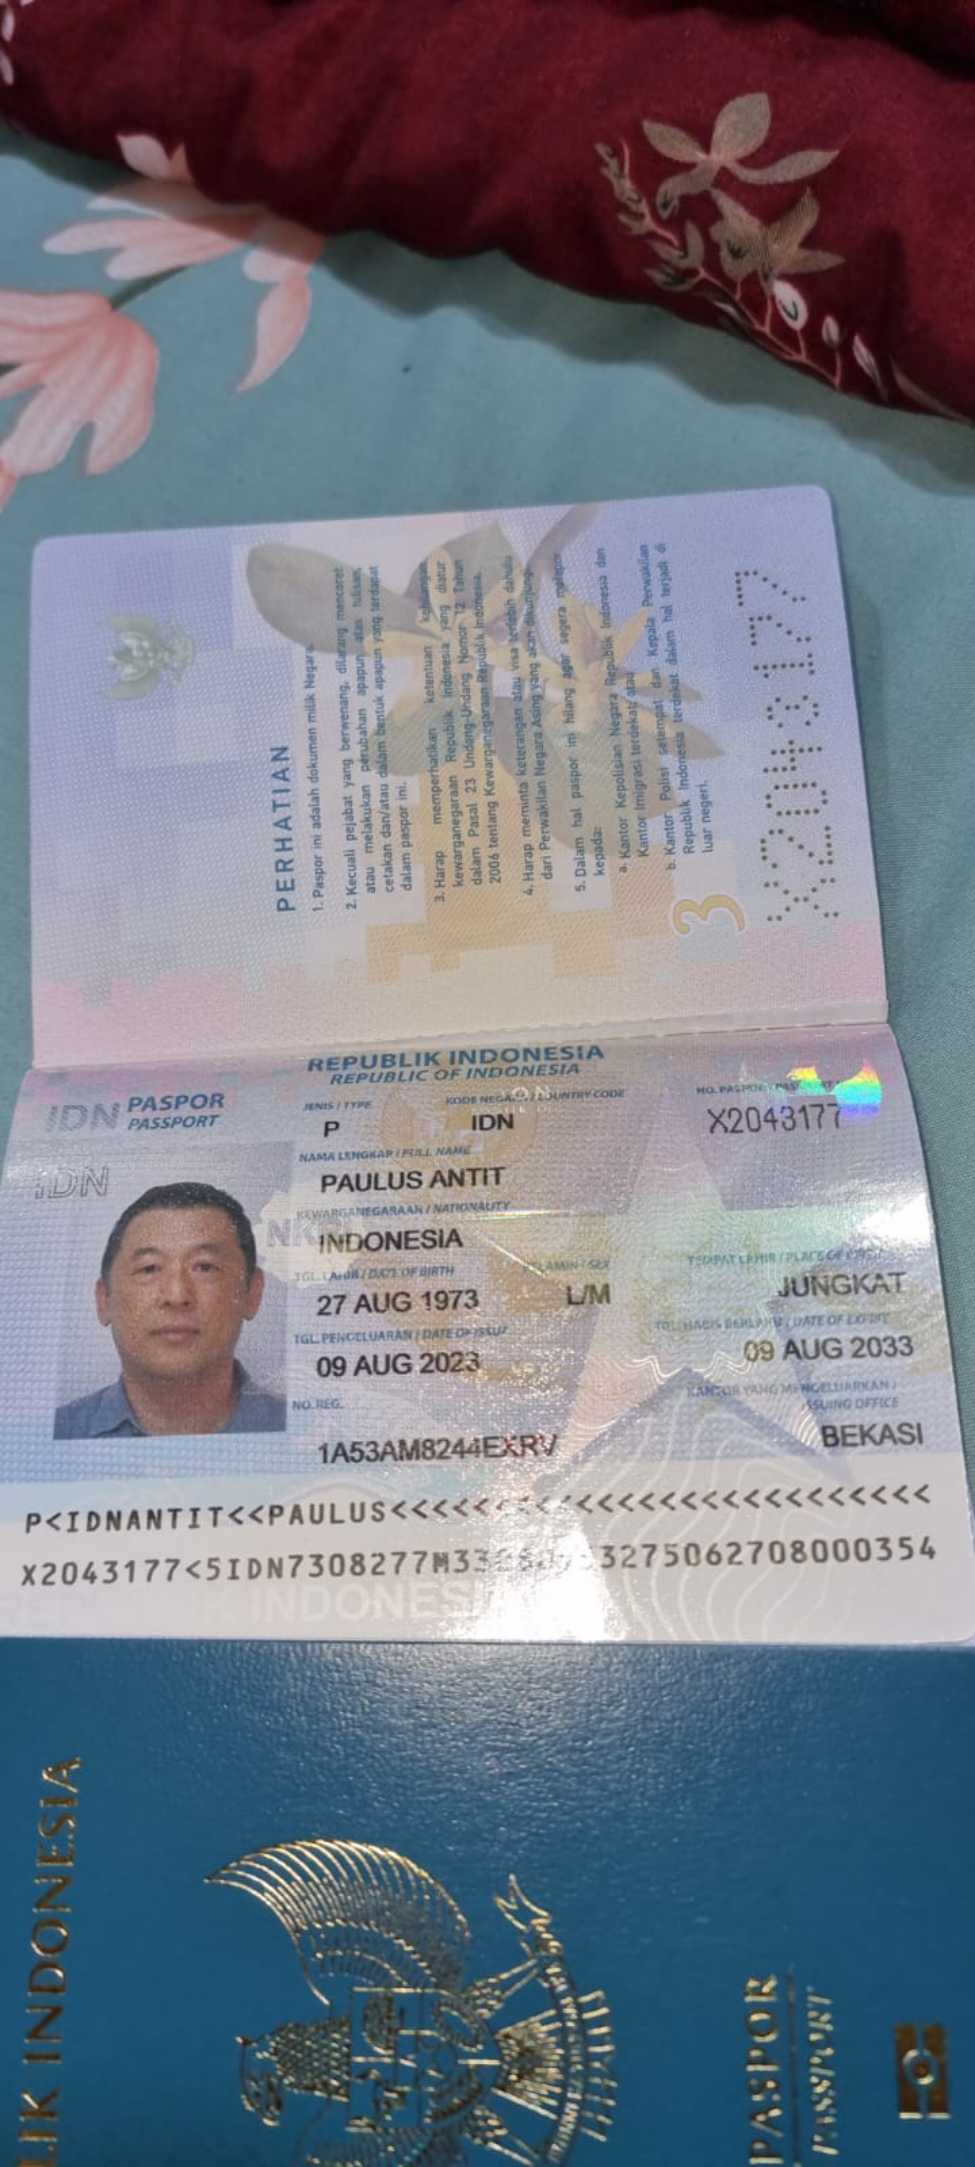 PERHATIAN
1. Paspor ini adalah dokumen milik Negara.
2. Kecuali pejabat yang berwenang, dilarang mencoret
atau melakukan perubahan apapun atas tulisan,
cetakan dan/atau dalam bentuk apapun yang terdapat
dalam paspor ini.
3. Harap memperhatikan ketentuan kehilangan
kewarganegaraan Republik Indonesia yang diatur
dalam Pasal 23 Undang-Undang Nomor 12 Tahun
2006 tentang Kewarganegaraan Republik Indonesia.
4. Harap meminta keterangan atau visa terlebih dahulu
dari Perwakilan Negara Asing yang akan dikunjungi.
5. Dalam hal paspor ini hilang agar segera melapor
kepada:
a. Kantor Kepolisian Negara Republik Indonesia dan
Kantor Imigrasi terdekat; atau
b. Kantor Polisi setempat dan Kepala Perwakilan
Republik Indonesia terdekat dalam hal terjadi di
luar negeri.
3
X2043177
REPUBLIK INDONESIA
REPUBLIC OF INDONESIA
IDN PASPOR
PASSPORT
JENIS / TYPE
KODE NEGARA / COUNTRY CODE
NO. PASPOR /
P
IDN
X2043177
IDN
NAMA LENGKAP / FULL NAME
PAULUS ANTIT
KEWARGANEGARAAN / NATIONALITY
INDONESIA
TGL. LAHIR / DATE OF BIRTH
KELAMIN / SEX
TEMPAT LAHIR / PLACE OF BIRTH
27 AUG 1973
L/M
JUNGKAT
TGL. PENGELUARAN / DATE OF ISSUE
TGL. HABIS BERLAKU / DATE OF EXPIRY
09 AUG 2023
09 AUG 2033
NO. REG.
KANTOR YANG MENGELUARKAN /
ISSUING OFFICE
1A53AM8244EXRV
BEKASI
P<IDNANTIT<<PAULUS<<<<<<<<<<<<<<<<<<<<<<<<<<
X2043177<5IDN7308277M33
3275062708000354
INDONESI
LIK INDONESIA
PASPOR
PASSPORT